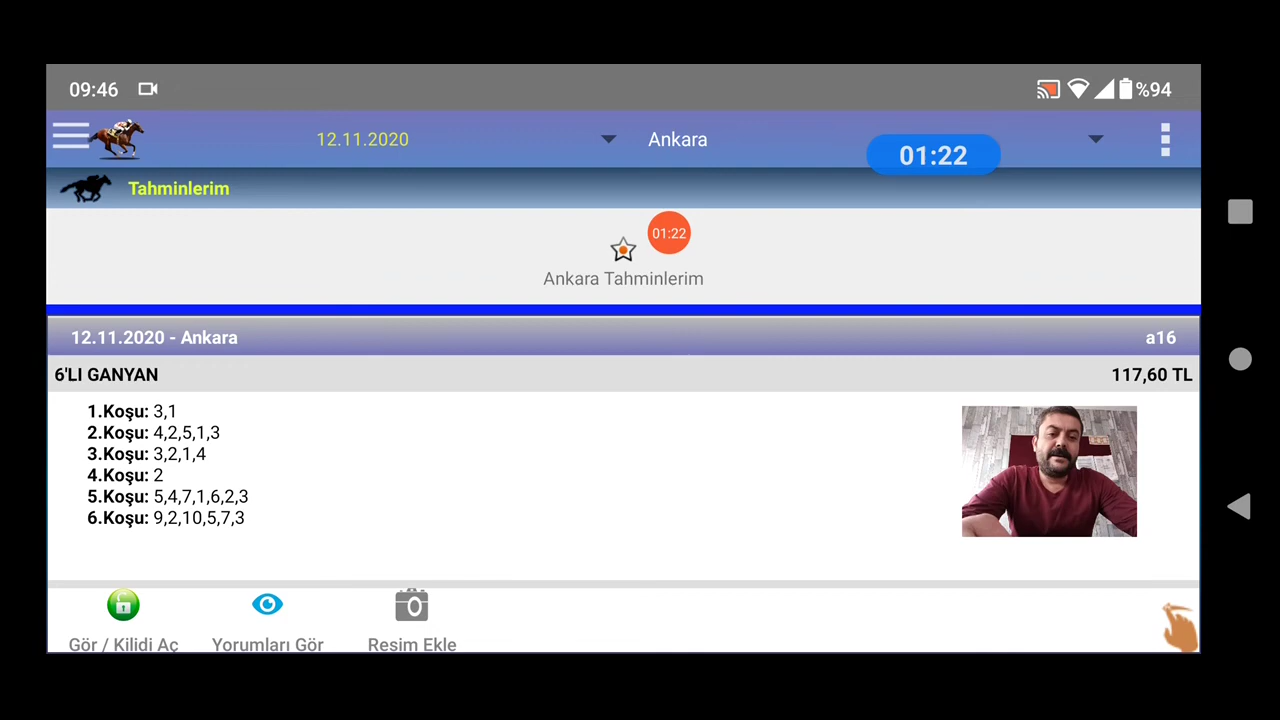 09:46
%94
12.11.2020
Ankara
01:22
Tahminlerim
01:22
Ankara Tahminlerim
12.11.2020 - Ankara
a16
6'LI GANYAN
117,60 TL
1.Koşu: 3,1
2.Koşu: 4,2,5,1,3
3.Koşu: 3,2,1,4
4.Koşu: 2
5.Koşu: 5,4,7,1,6,2,3
6.Koşu: 9,2,10,5,7,3
Gör / Kilidi Aç
Yorumları Gör
Resim Ekle